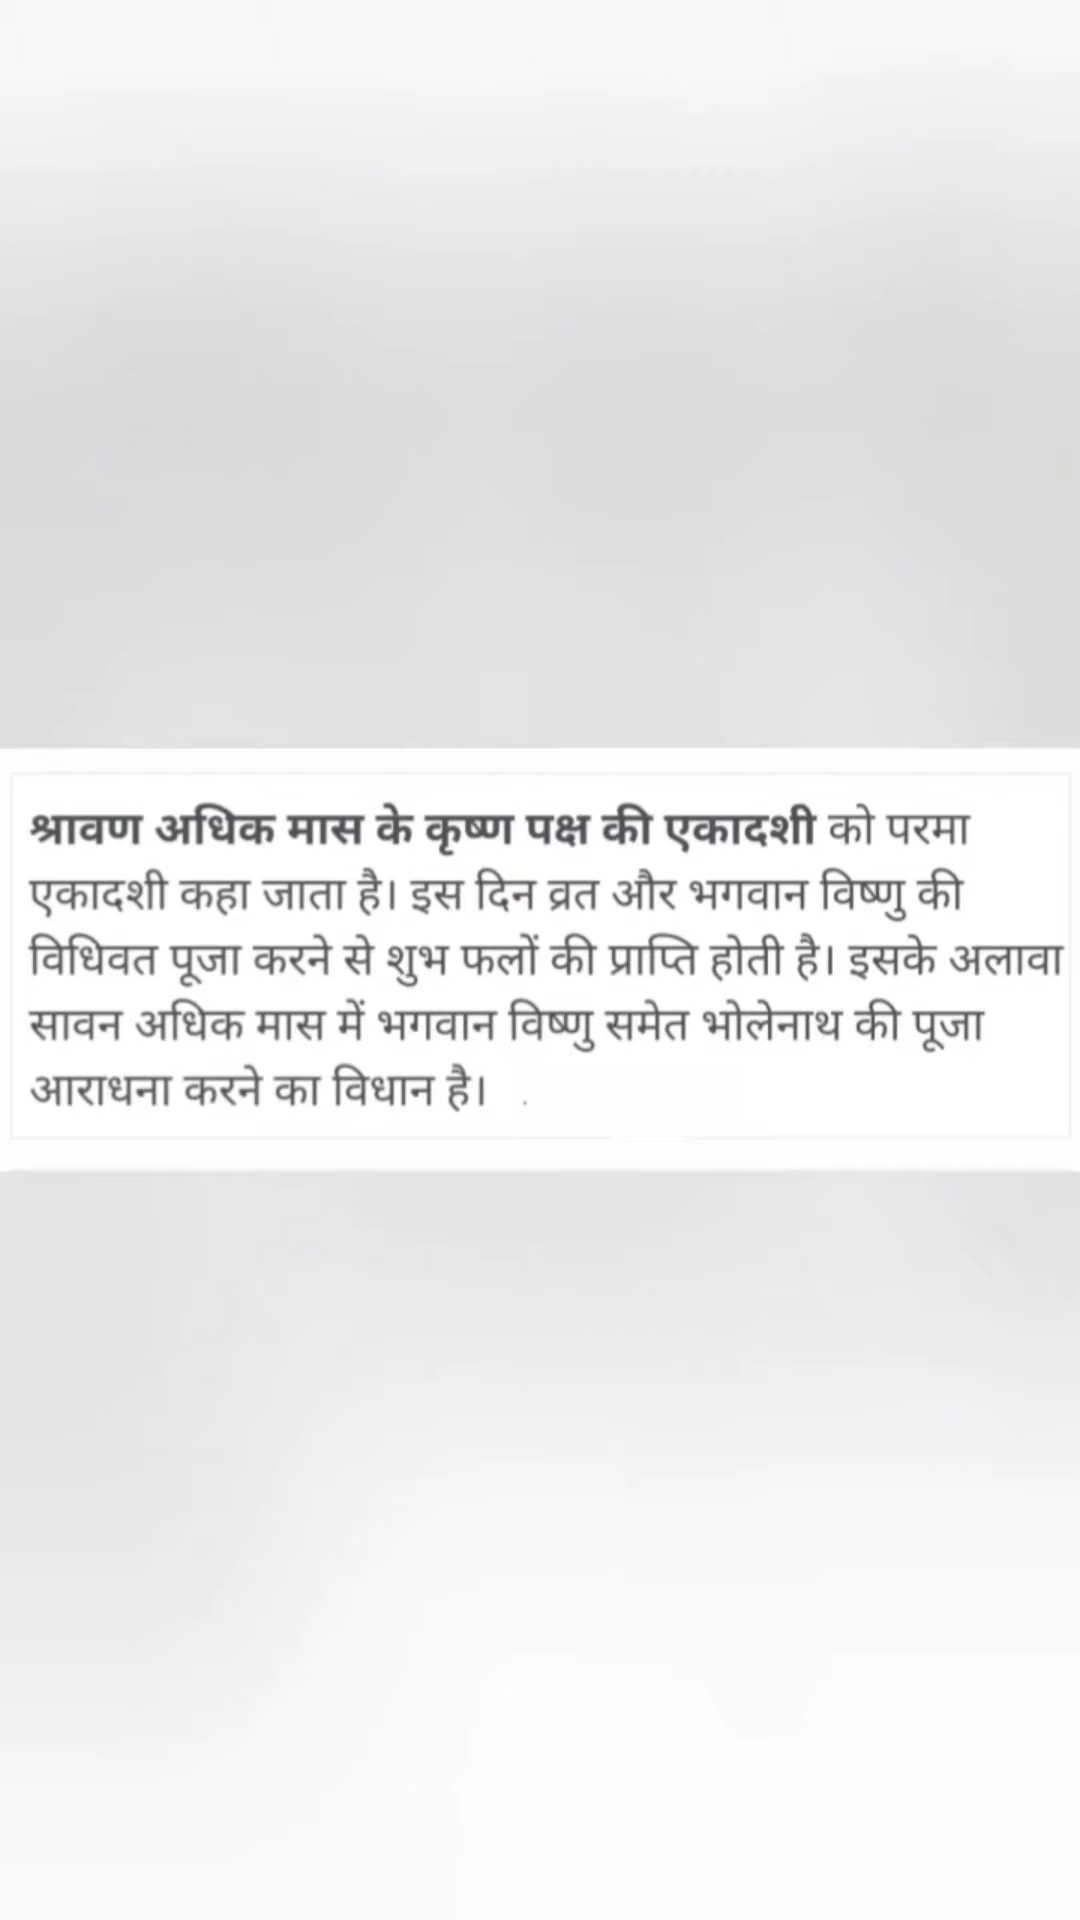 श्रावण अधिक मास के कृष्ण पक्ष की एकादशी को परमा
एकादशी कहा जाता है। इस दिन व्रत और भगवान विष्णु की
विधिवत पूजा करने से शुभ फलों की प्राप्ति होती है। इसके अलावा
सावन अधिक मास में भगवान विष्णु समेत भोलेनाथ की पूजा
आराधना करने का विधान है।